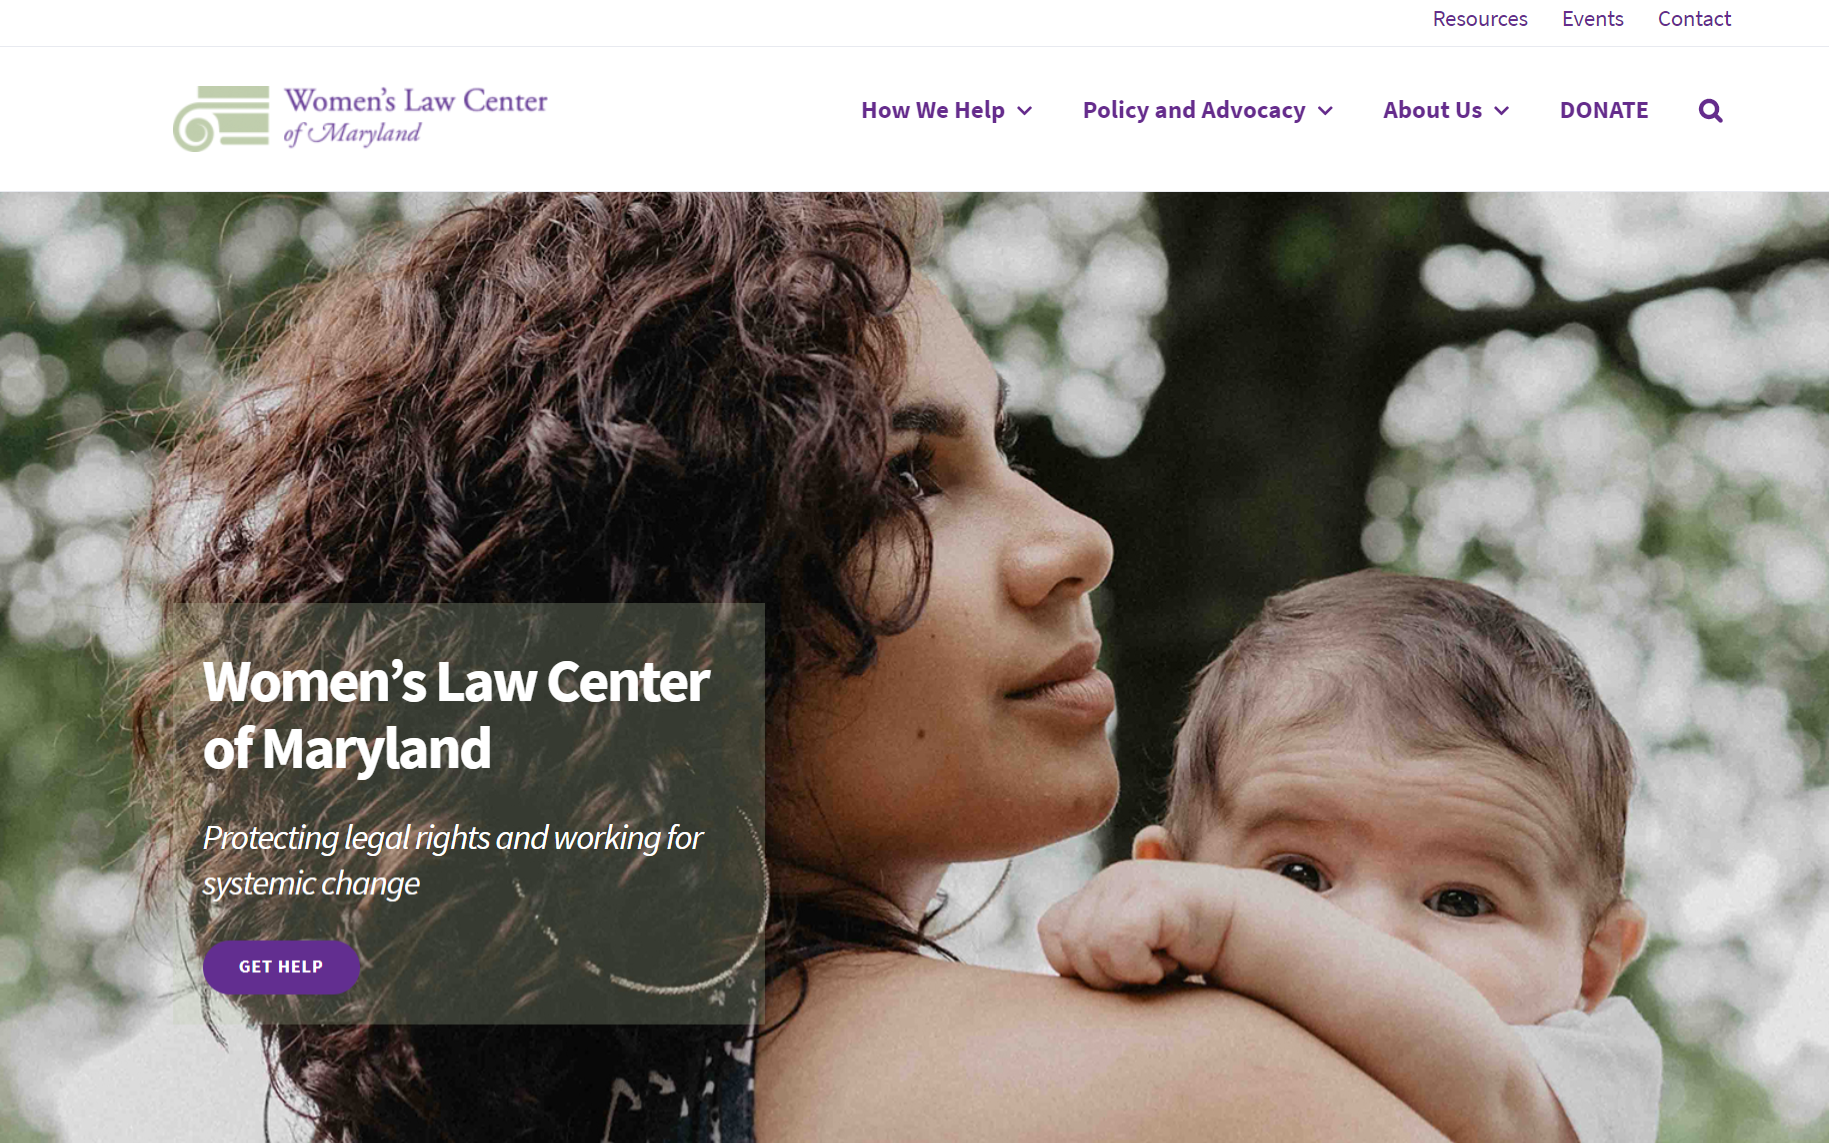 Resources Events Contact
Women's Law Center
of Maryland
How We Help Policy and Advocacy About Us DONATE
Women's Law Center
of Maryland
Protecting legal rights and working for
systemic change
GET HELP